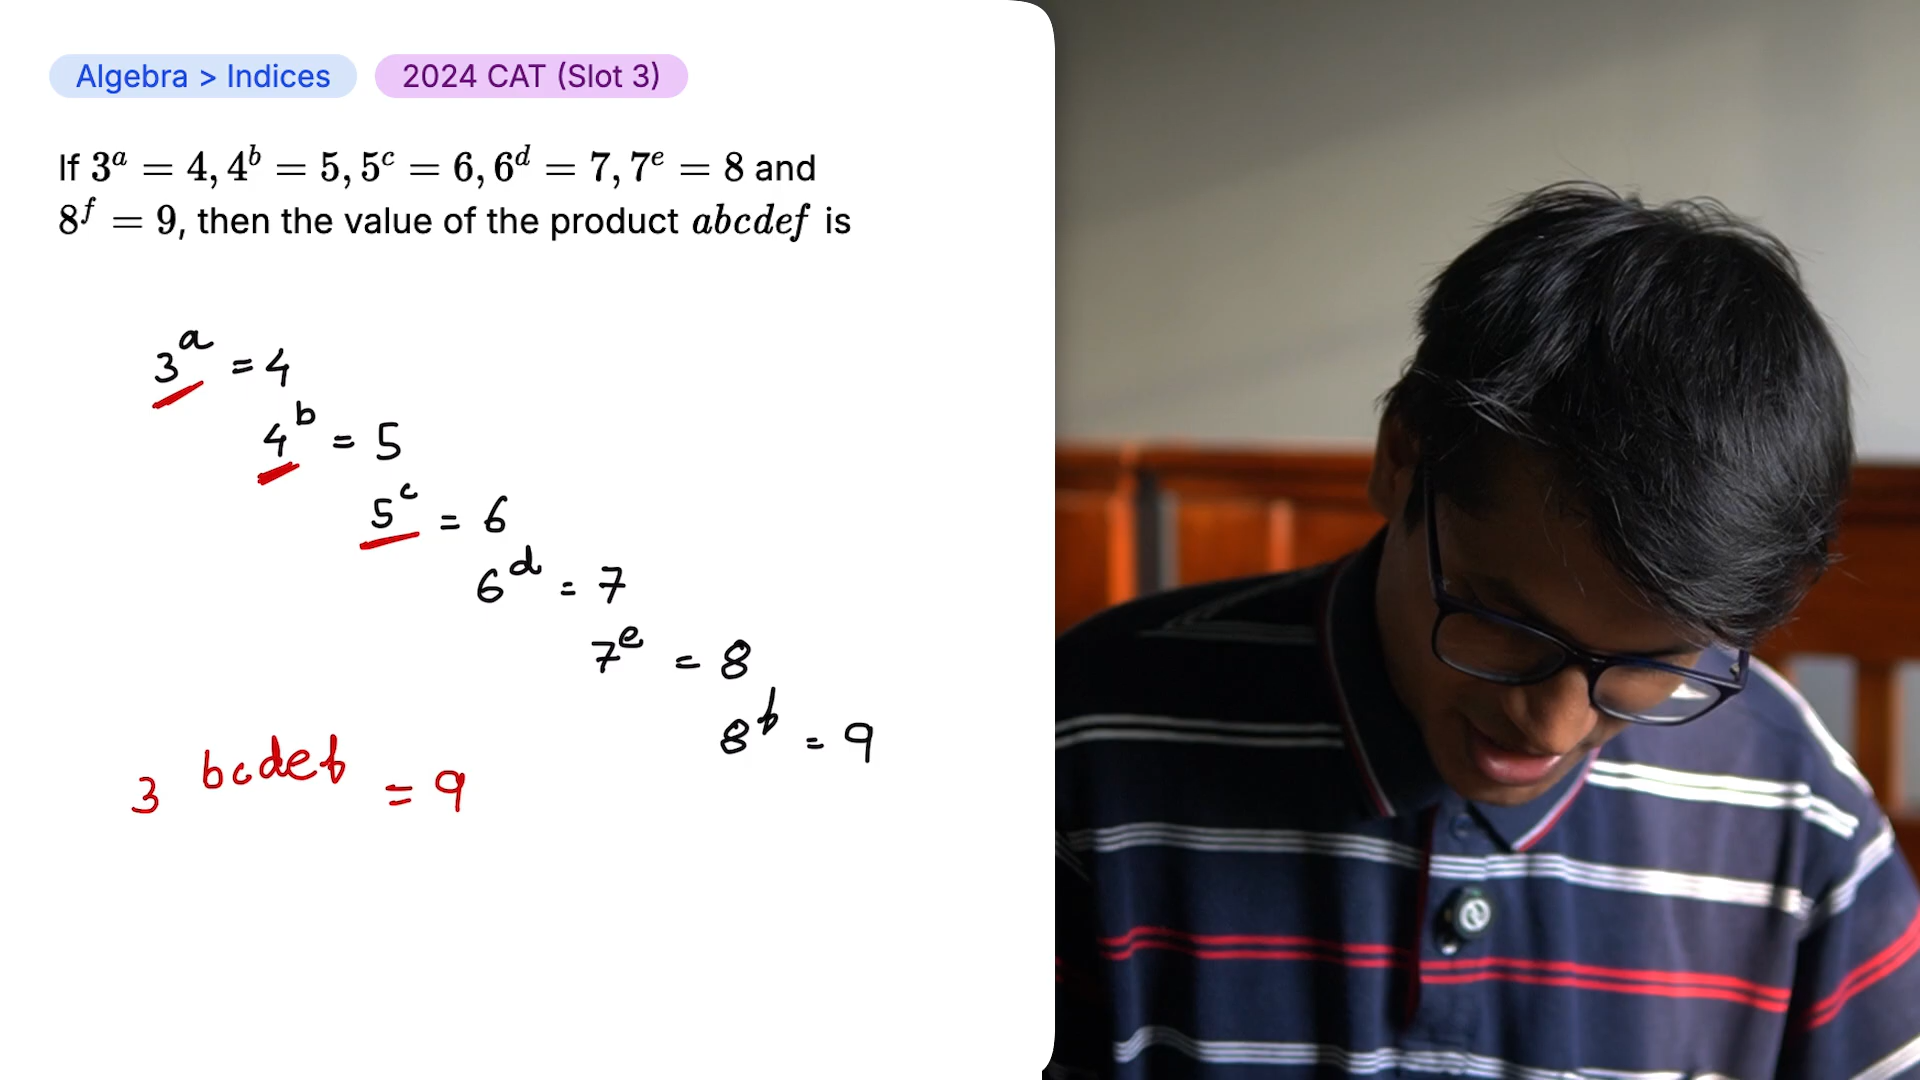 Algebra > Indices 2024 CAT (Slot 3)
If 3^a = 4, 4^b = 5, 5^c = 6, 6^d = 7, 7^e = 8 and
8^f = 9, then the value of the product abcdef is
3^a = 4
4^b = 5
5^c = 6
6^d = 7
7^e = 8
8^f = 9
3^bcdef = 9